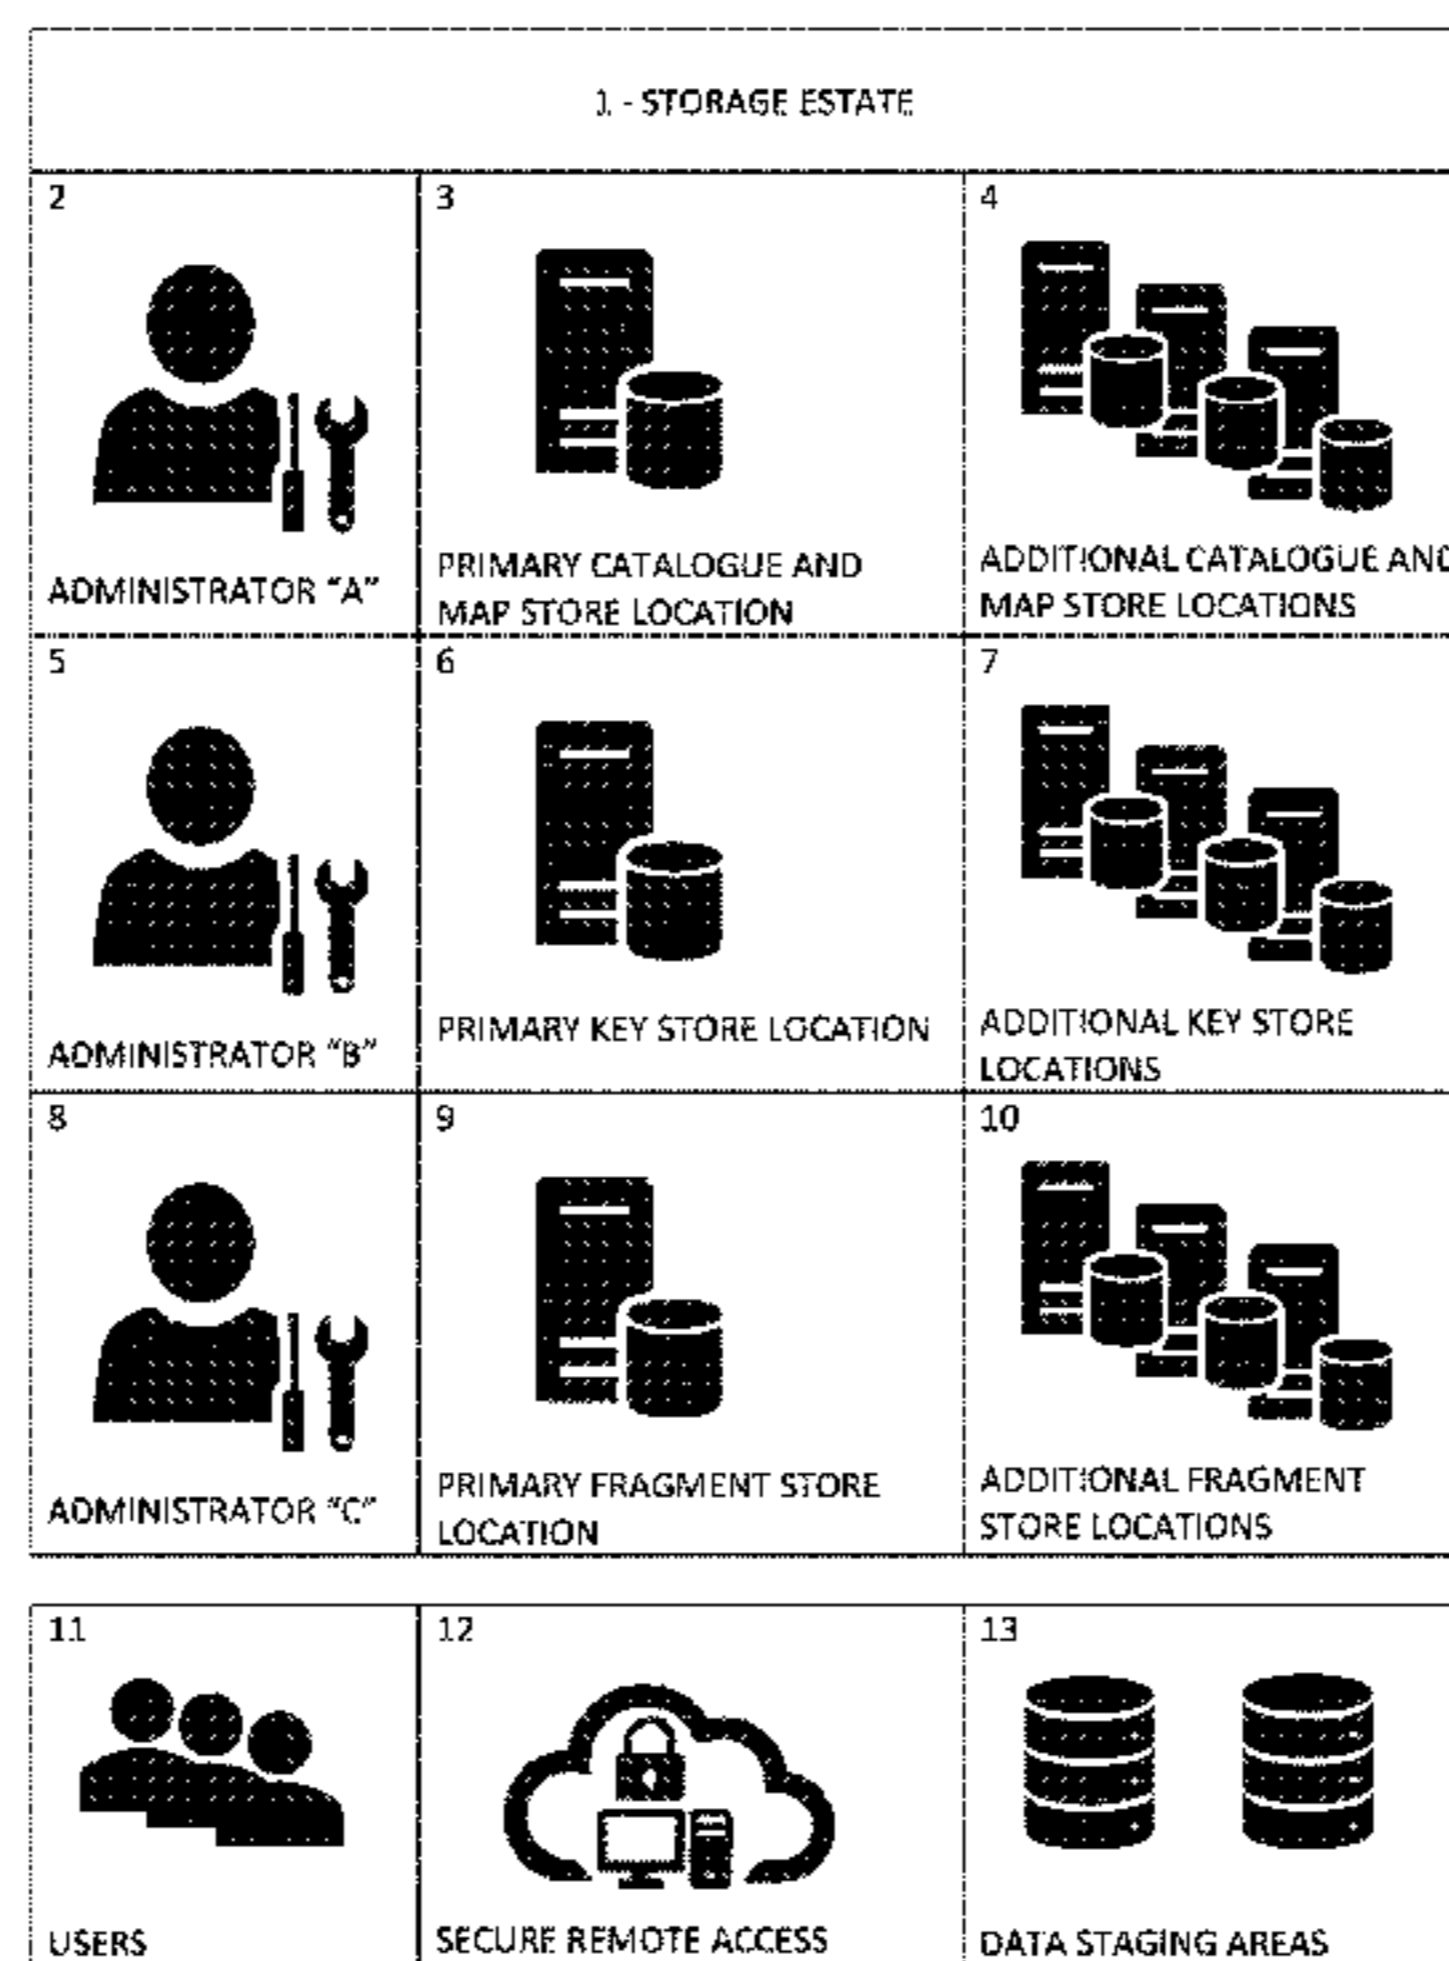 1 - STORAGE ESTATE
2
3
4
ADMINISTRATOR “A”
PRIMARY CATALOGUE AND
MAP STORE LOCATION
ADDITIONAL CATALOGUE AND
MAP STORE LOCATIONS
5
6
7
ADMINISTRATOR “B”
PRIMARY KEY STORE LOCATION
ADDITIONAL KEY STORE
LOCATIONS
8
9
10
ADMINISTRATOR “C”
PRIMARY FRAGMENT STORE
LOCATION
ADDITIONAL FRAGMENT
STORE LOCATIONS
11
12
13
USERS
SECURE REMOTE ACCESS
DATA STAGING AREAS